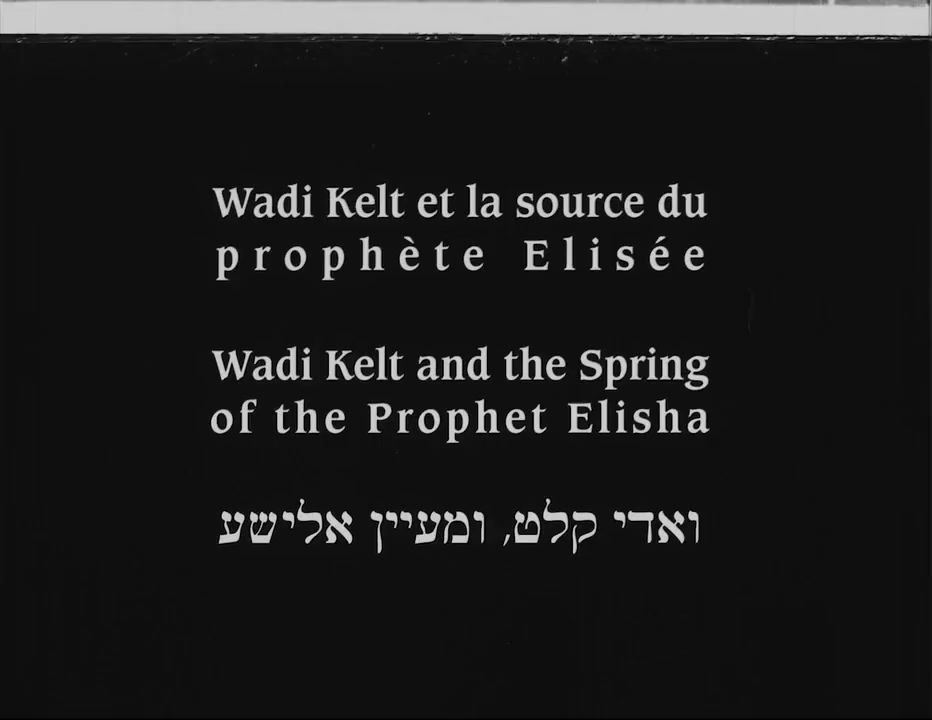 Wadi Kelt et la source du
prophète Elisée
Wadi Kelt and the Spring
of the Prophet Elisha
ואדי קלט, ומעיין אלישע